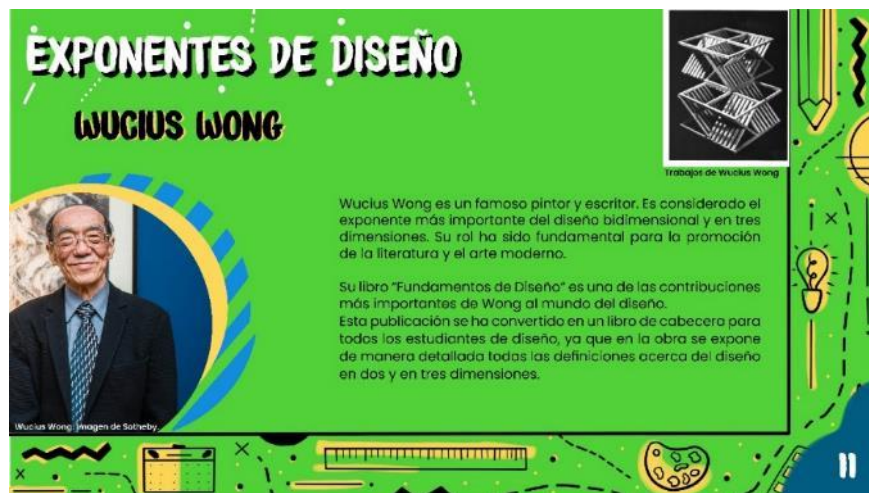 EXPONENTES DE DISEÑO
WUCIUS WONG
Trabajos de Wucius Wong
Wucius Wong es un famoso pintor y escritor. Es considerado el
exponente más importante del diseño bidimensional y en tres
dimensiones. Su rol ha sido fundamental para la promoción
de la literatura y el arte moderno.
Su libro "Fundamentos de Diseño" es una de las contribuciones
más importantes de Wong al mundo del diseño.
Esta publicación se ha convertido en un libro de cabecera para
todos los estudiantes de diseño, ya que en la obra se expone
de manera detallada todas las definiciones acerca del diseño
en dos y en tres dimensiones.
Wucius Wong. Imagen de Sotheby.
11